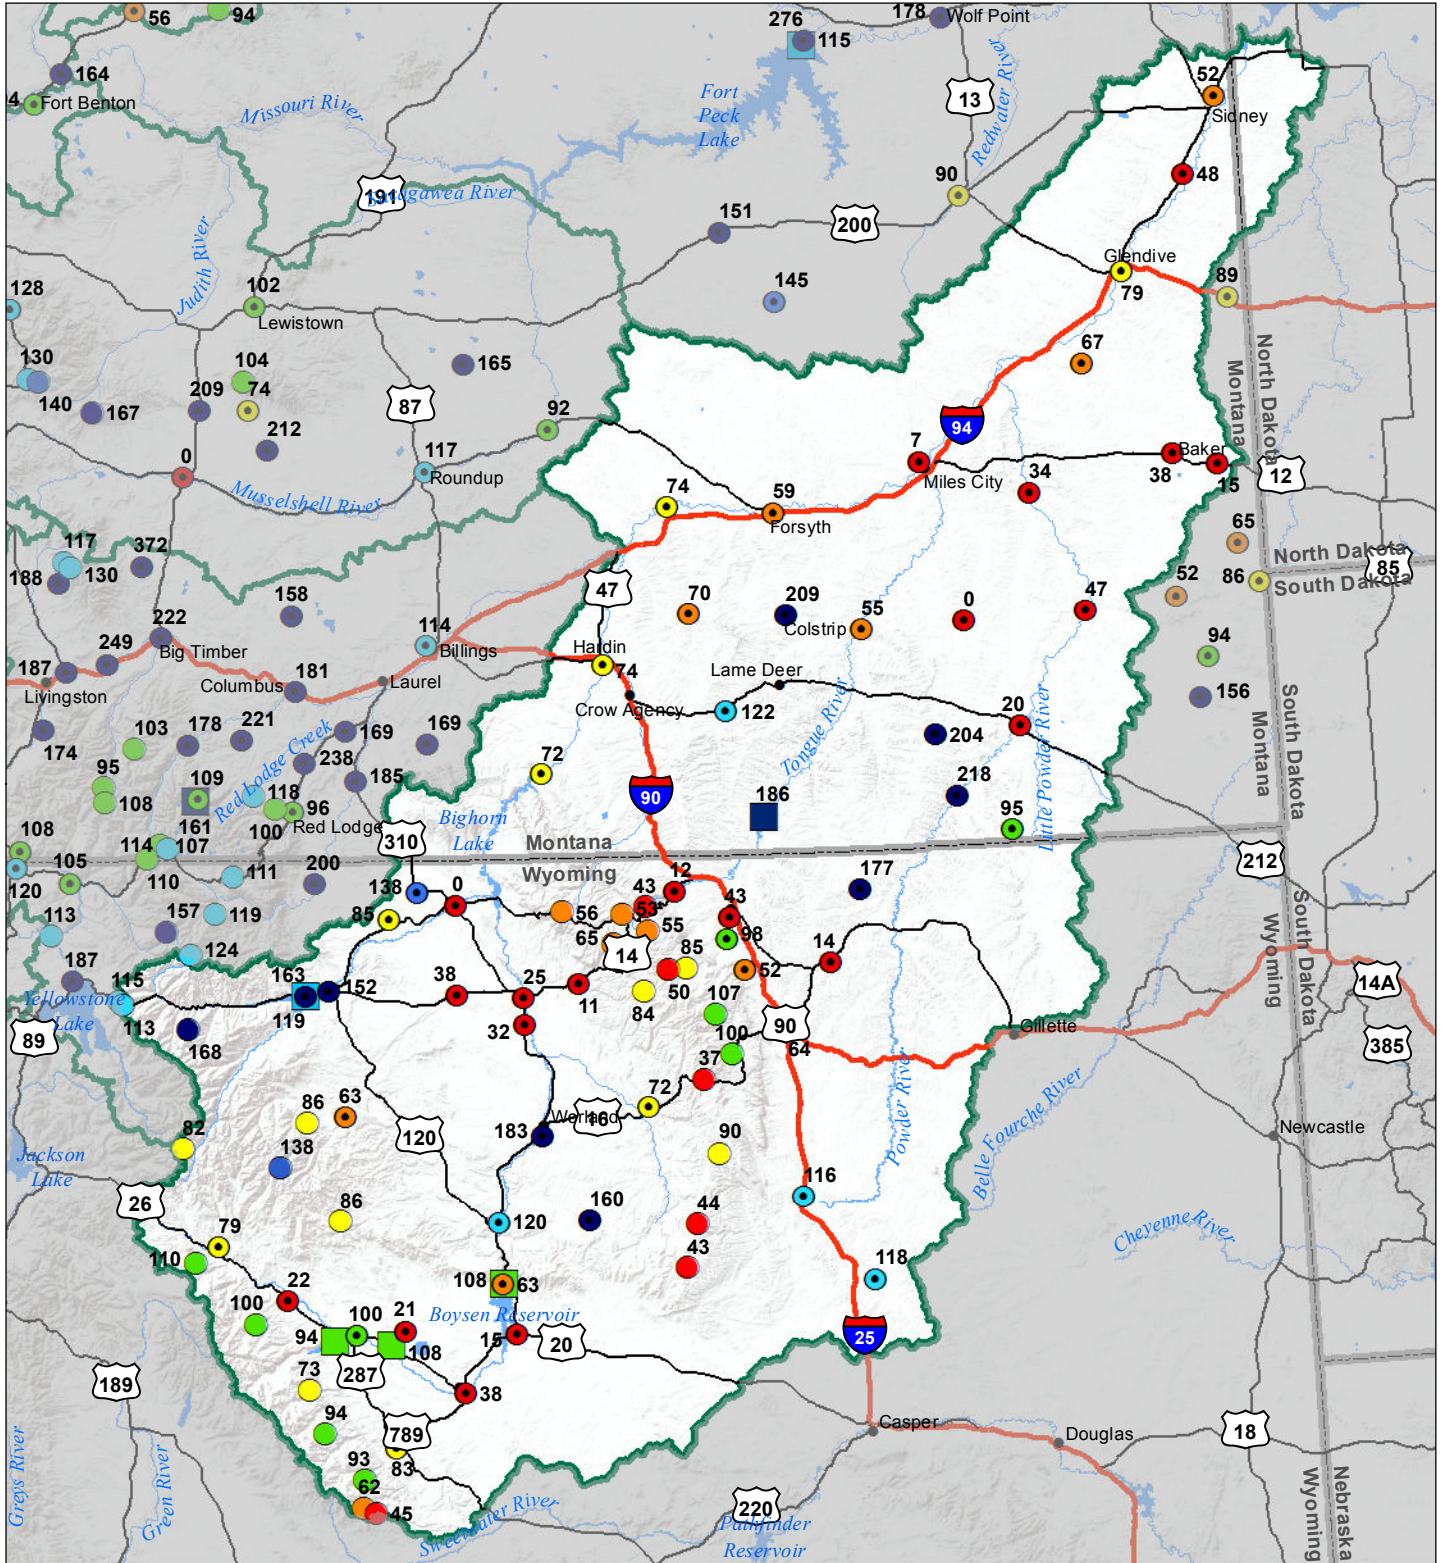 56
94
276
115
178
Wolf Point
164
4
Fort Benton
Missouri River
Fort
Peck
Lake
13
Redwater River
52
Sidney
191
Sacagawea River
90
48
151
200
Judith River
Glendive
79
89
128
102
Lewistown
145
130
140
104
74
167
209
212
165
87
92
67
North Dakota
Montana
94
0
117
Roundup
Musselshell River
7
Miles City
34
Baker
38
15
12
74
59
Forsyth
65
North Dakota
South Dakota
85
86
52
117
130
188
372
158
47
70
209
Colstrip
55
0
47
222
Big Timber
249
187
Livingston
114
Billings
Hardin
74
94
181
Columbus
Laurel
Lame Deer
Crow Agency
122
20
156
South Dakota
Montana
174
103
178
221
169
169
238
185
Red Lodge Creek
72
Tongue River
204
Little Powder River
95
108
109
161
118
96
Red Lodge
100
90
186
218
95
Bighorn
Lake
310
Montana
Wyoming
212
108
105
120
114
107
110
111
200
138
0
12
43
177
113
157
119
124
85
56
53
43
55
65
98
14
South Dakota
Wyoming
187
Yellowstone
Lake
115
113
163
119
152
38
25
14
11
85
50
84
52
107
14A
89
168
32
100
90
64
Gillette
385
37
72
86
63
120
183
Worland
16
Powder River
Belle Fourche River
Newcastle
82
138
90
Jackson
Lake
26
86
120
160
44
43
116
Cheyenne River
79
110
118
22
108
63
Boysen Reservoir
100
94
100
21
108
15
20
25
287
189
73
38
94
789
83
Casper
Douglas
18
93
62
45
Greys River
Green River
Sweetwater River
220
Pathfinder
Reservoir
Nebraska
Wyoming